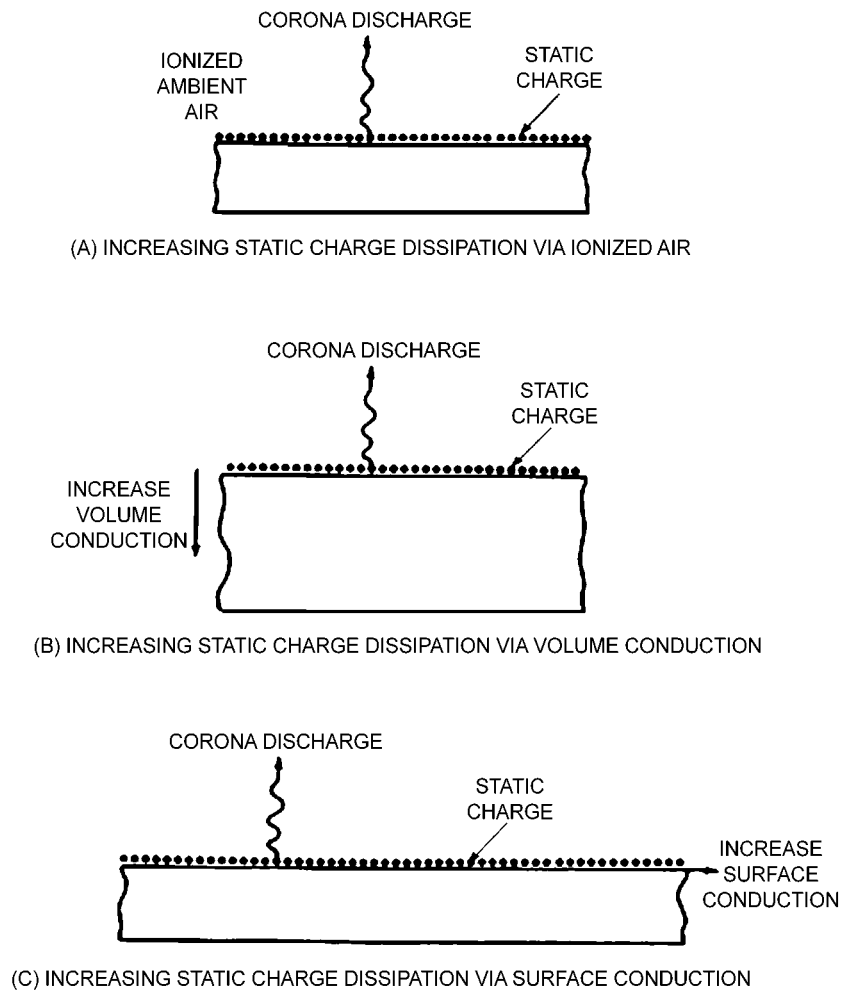 CORONA DISCHARGE
IONIZED
AMBIENT
AIR
STATIC
CHARGE
(A) INCREASING STATIC CHARGE DISSIPATION VIA IONIZED AIR
CORONA DISCHARGE
STATIC
CHARGE
INCREASE
VOLUME
CONDUCTION
(B) INCREASING STATIC CHARGE DISSIPATION VIA VOLUME CONDUCTION
CORONA DISCHARGE
STATIC
CHARGE
INCREASE
SURFACE
CONDUCTION
(C) INCREASING STATIC CHARGE DISSIPATION VIA SURFACE CONDUCTION